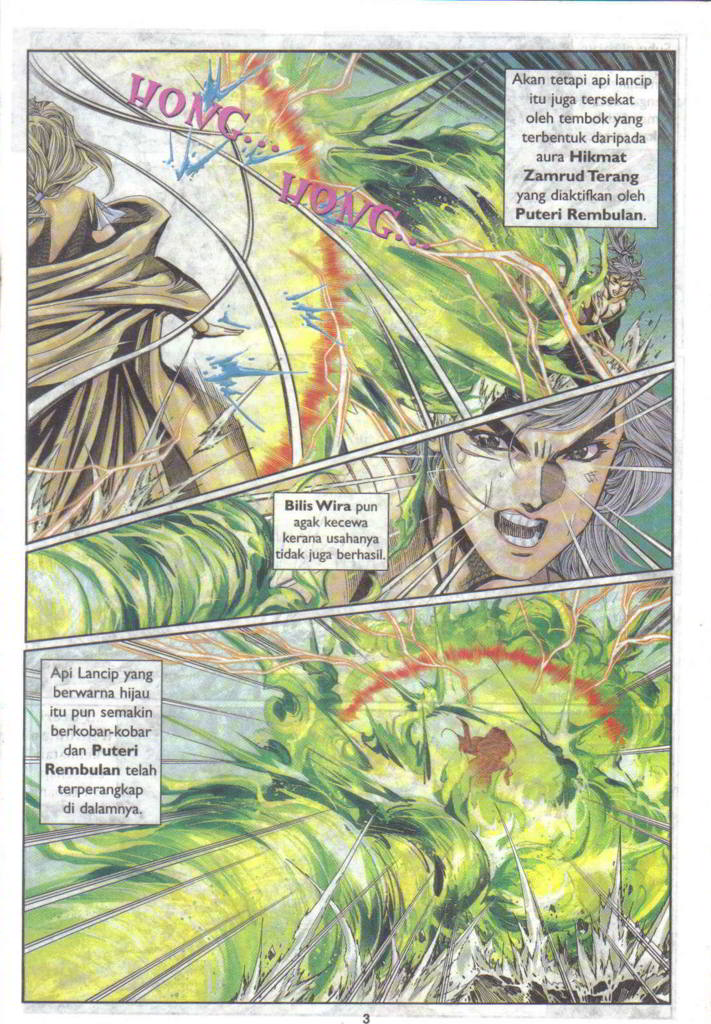 HONG...
HONG...
Akan tetapi api lancip
itu juga tersekat
oleh tembok yang
terbentuk daripada
aura Hikmat
Zamrud Terang
yang diaktifkan oleh
Puteri Rembulan.
Bilis Wira pun
agak kecewa
kerana usahanya
tidak juga berhasil.
Api Lancip yang
berwarna hijau
itu pun semakin
berkobar-kobar
dan Puteri
Rembulan telah
terperangkap
di dalamnya.
3